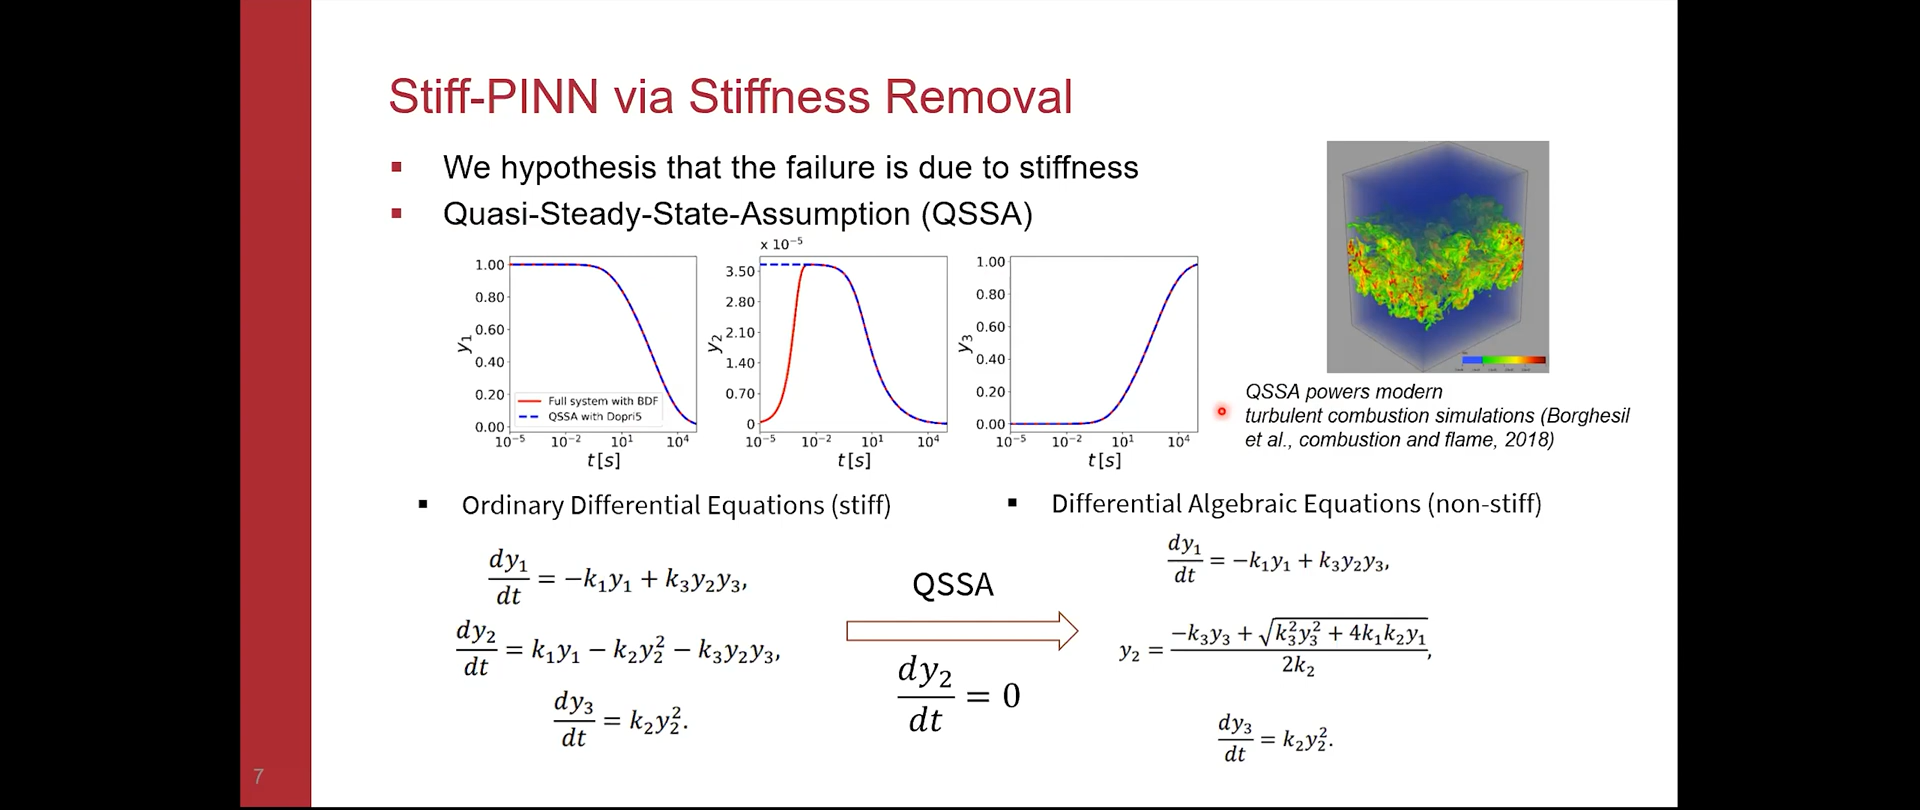 Stiff-PINN via Stiffness Removal
▪ We hypothesis that the failure is due to stiffness
▪ Quasi-Steady-State-Assumption (QSSA)
1.00
0.80
0.60
0.40
0.20
0.00
y₁
Full system with BDF
QSSA with Dopri5
10⁻⁵ 10⁻² 10¹ 10⁴
t [s]
x 10⁻⁵
3.50
2.80
2.10
1.40
0.70
0
y₂
10⁻⁵ 10⁻² 10¹ 10⁴
t [s]
1.00
0.80
0.60
0.40
0.20
0.00
y₃
10⁻⁵ 10⁻² 10¹ 10⁴
t [s]
QSSA powers modern
turbulent combustion simulations (Borghesil
et al., combustion and flame, 2018)
▪ Ordinary Differential Equations (stiff)
dy₁/dt = −k₁y₁ + k₃y₂y₃,
dy₂/dt = k₁y₁ − k₂y₂² − k₃y₂y₃,
dy₃/dt = k₂y₂².
QSSA
dy₂/dt = 0
▪ Differential Algebraic Equations (non-stiff)
dy₁/dt = −k₁y₁ + k₃y₂y₃,
y₂ = (−k₃y₃ + √(k₃²y₃² + 4k₁k₂y₁))/(2k₂),
dy₃/dt = k₂y₂².
7